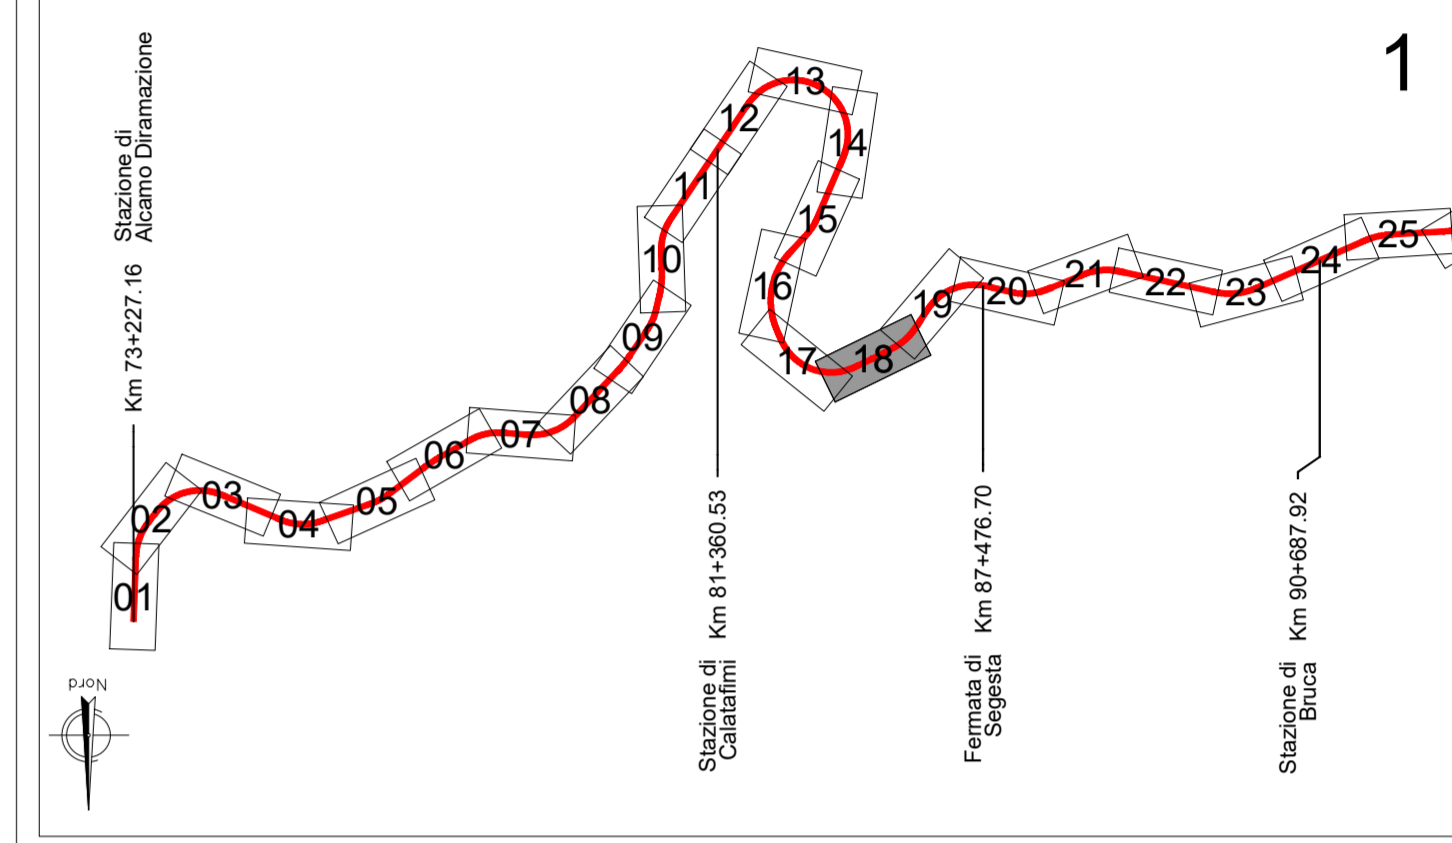 1
Stazione di
Alcamo Diramazione
Km 73+227.16
01
02
03
04
05
06
07
08
09
10
11
12
13
14
15
16
17
18
19
20
21
22
23
24
25
Km 81+360.53
Stazione di
Calatafimi
Km 87+476.70
Fermata di
Segesta
Km 90+687.92
Stazione di
Bruca
Nord